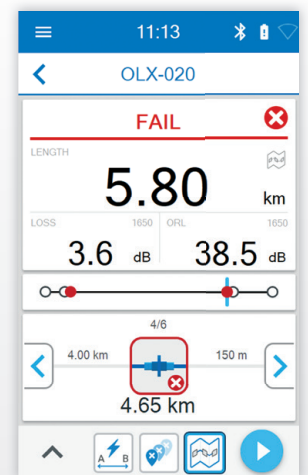 11:13
OLX-020
FAIL
LENGTH
5.80 km
LOSS 1650 ORL 1650
3.6 dB 38.5 dB
4/6
4.00 km 150 m
4.65 km
A B